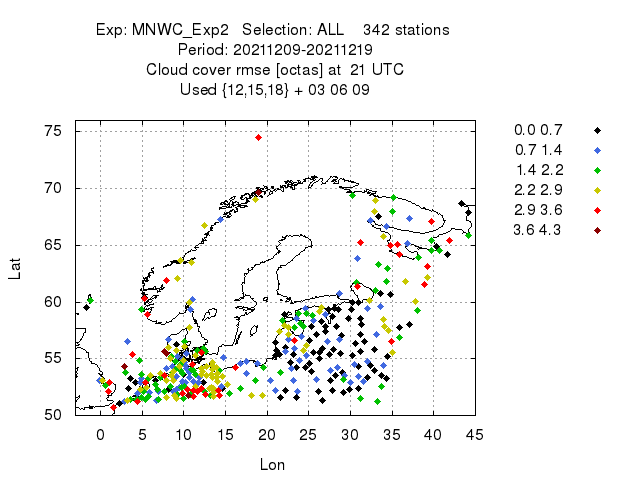 Exp: MNWC_Exp2   Selection: ALL    342 stations
Period: 20211209-20211219
Cloud cover rmse [octas] at  21 UTC
Used {12,15,18} + 03 06 09
75
70
65
60
55
50
Lat
0 5 10 15 20 25 30 35 40 45
Lon
0.0 0.7
0.7 1.4
1.4 2.2
2.2 2.9
2.9 3.6
3.6 4.3